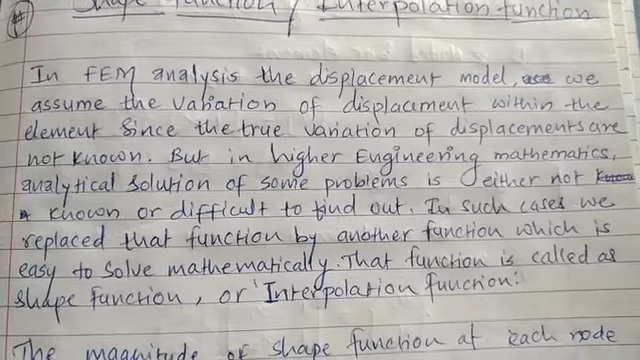 # Shape function / Interpolation function
In FEM analysis the displacement model, we
assume the variation of displacement within the
element since the true variation of displacements are
not known. But in higher Engineering mathematics,
analytical solution of some problems is either not
known or difficult to find out. In such cases we
replaced that function by another function which is
easy to solve mathematically. That function is called as
shape function, or 'Interpolation function.'
The magnitude of shape function at each node